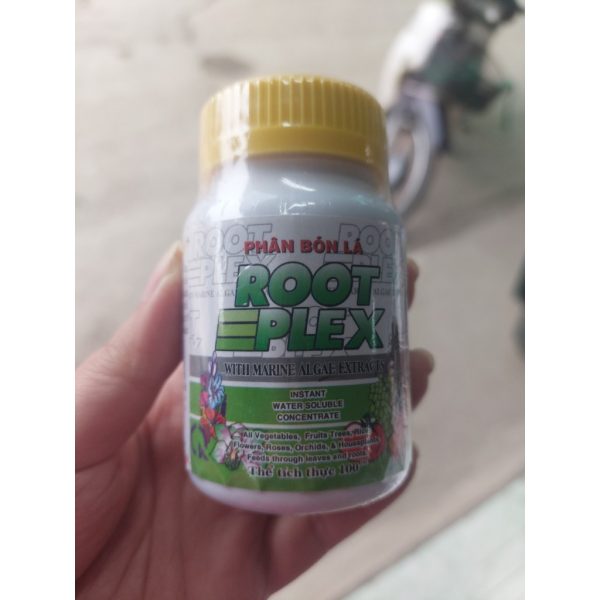 PHÂN BÓN LÁ
ROOT
PLEX
WITH MARINE ALGAE EXTRACTS
INSTANT
WATER SOLUBLE
CONCENTRATE
All Vegetables, Fruits Trees, Rice
Flowers, Roses, Orchids, & Houseplants
Feeds through leaves and roots
Thể tích thực 100